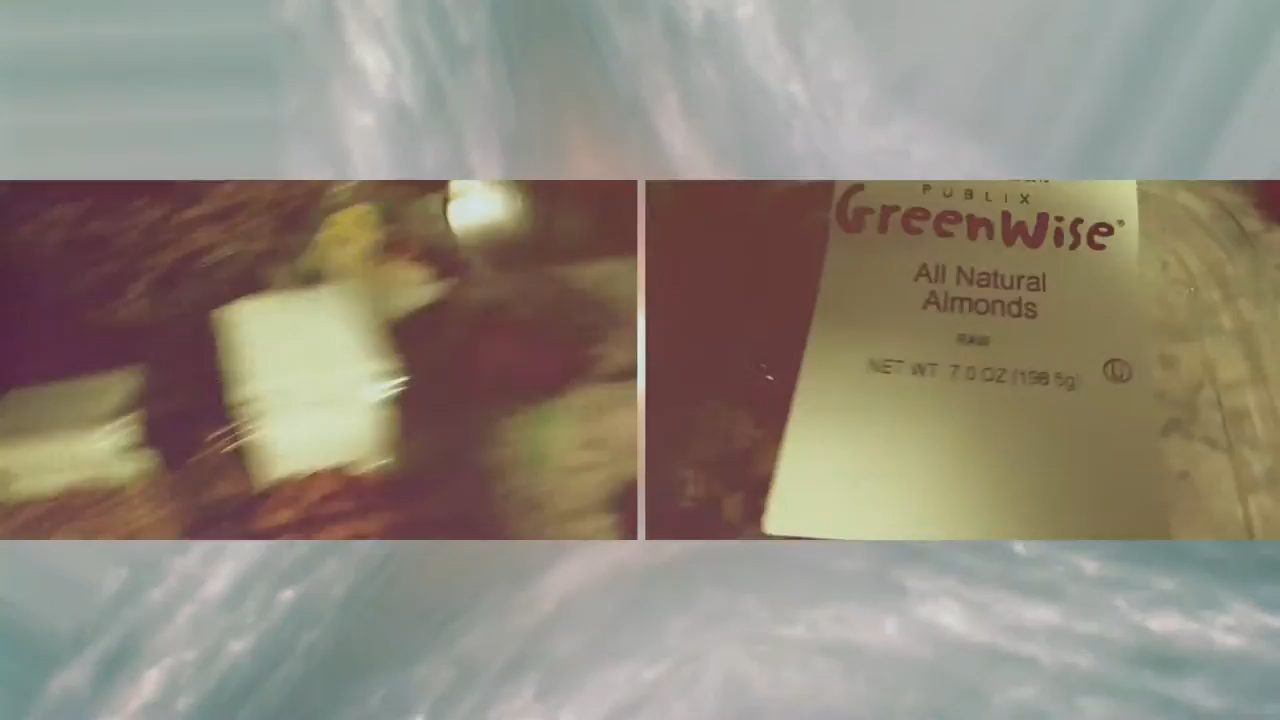 PUBLIX
GreenWise®
All Natural
Almonds
RAW
NET WT 7.0 OZ (198.5g)
U